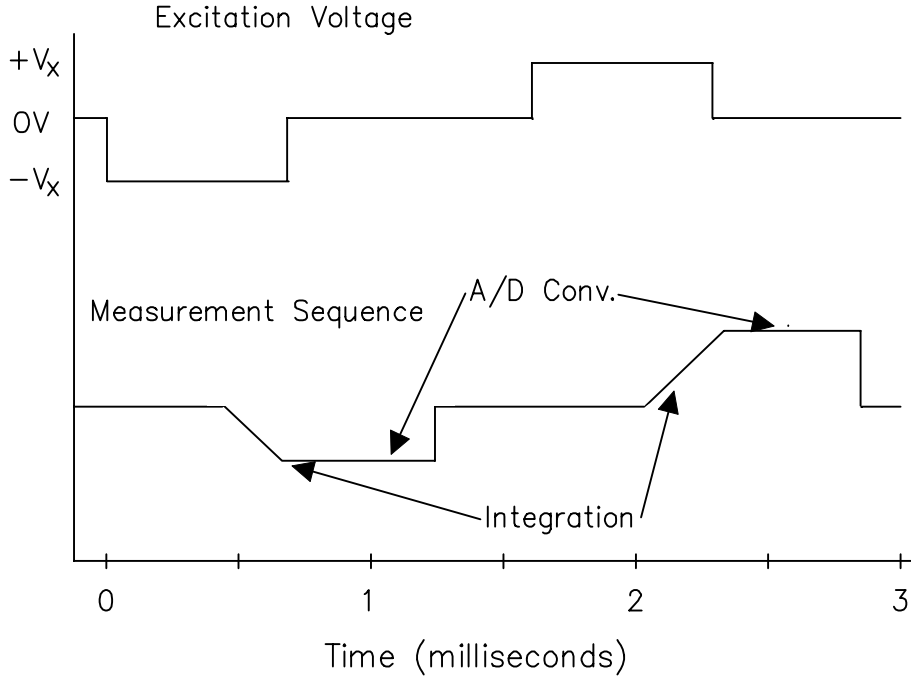 Excitation Voltage
+Vx
0V
−Vx
A/D Conv.
Measurement Sequence
Integration
0 1 2 3
Time (milliseconds)